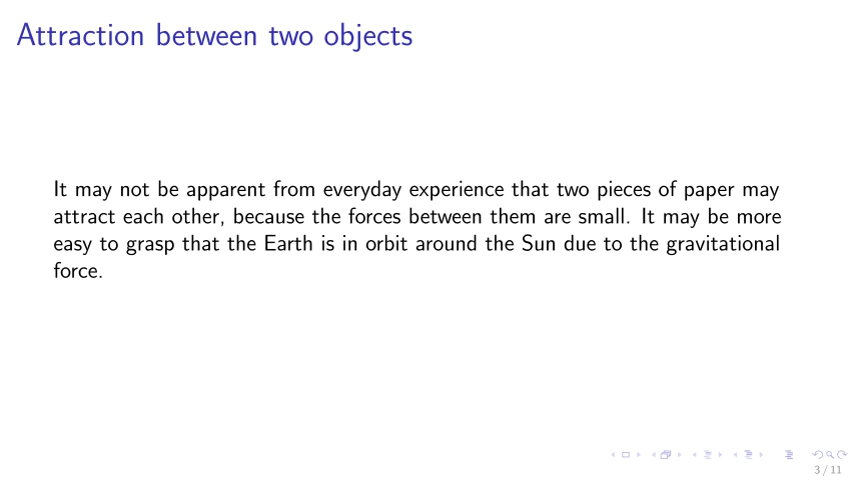 Attraction between two objects
It may not be apparent from everyday experience that two pieces of paper may
attract each other, because the forces between them are small. It may be more
easy to grasp that the Earth is in orbit around the Sun due to the gravitational
force.
3 / 11